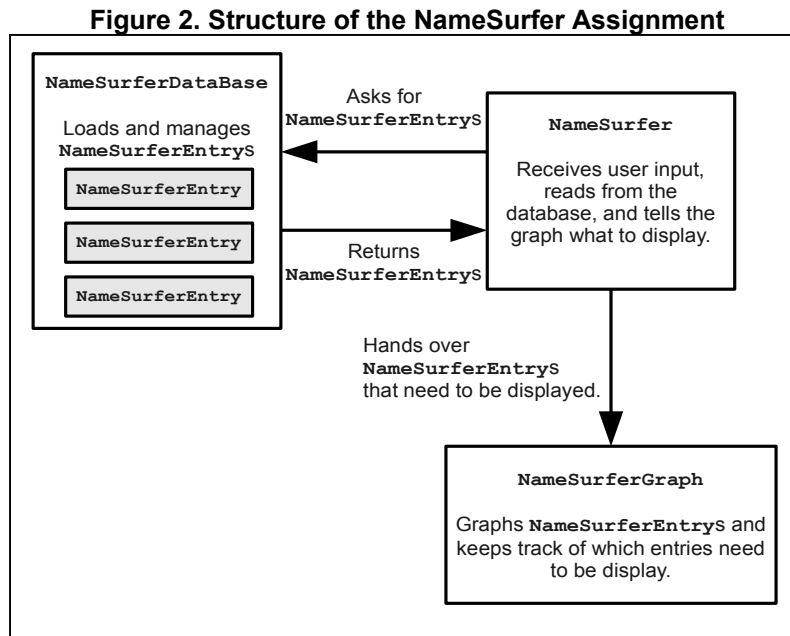 Figure 2. Structure of the NameSurfer Assignment
NameSurferDataBase
Loads and manages
NameSurferEntrys
NameSurferEntry
NameSurferEntry
NameSurferEntry
Asks for
NameSurferEntrys
Returns
NameSurferEntrys
NameSurfer
Receives user input,
reads from the
database, and tells the
graph what to display.
Hands over
NameSurferEntrys
that need to be displayed.
NameSurferGraph
Graphs NameSurferEntrys and
keeps track of which entries need
to be display.